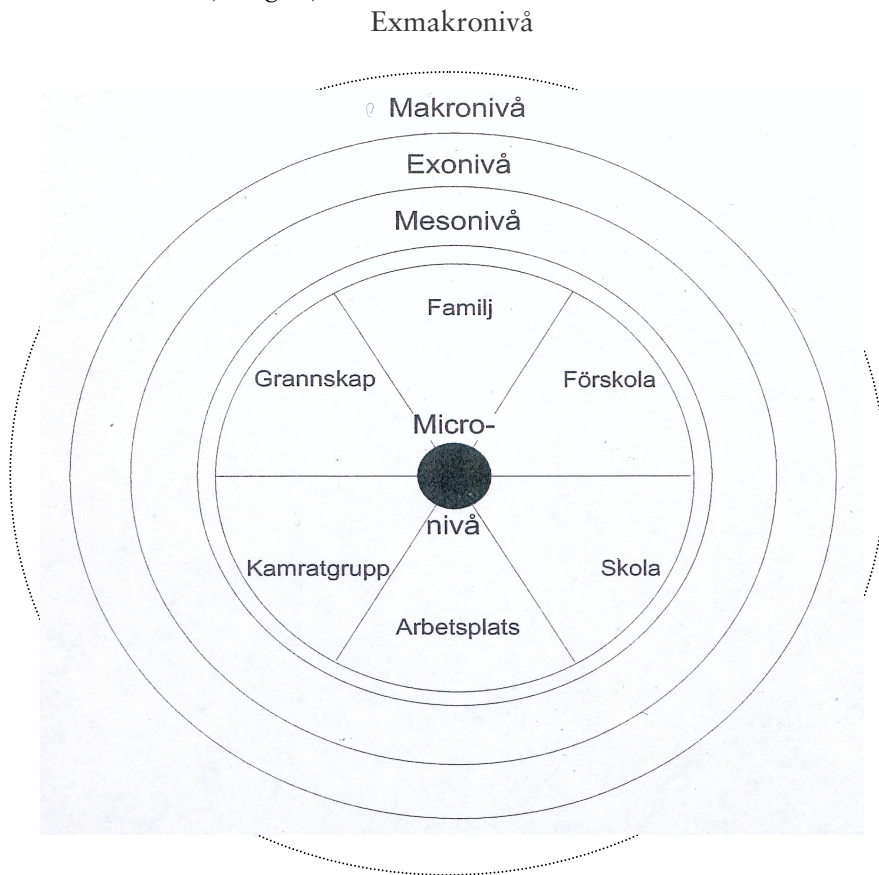 Exmakronivå
Makronivå
Exonivå
Mesonivå
Familj
Grannskap
Förskola
Micro-
nivå
Kamratgrupp
Skola
Arbetsplats